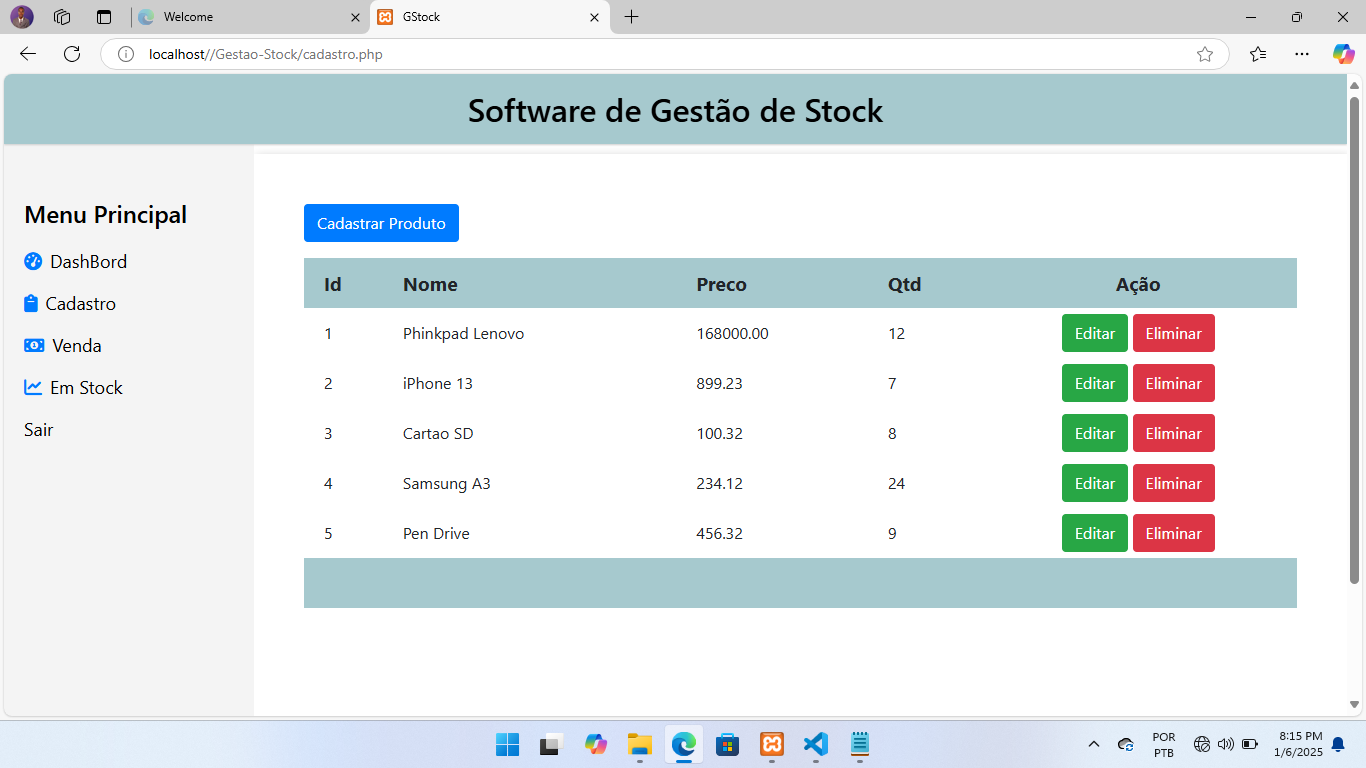 Welcome
GStock
localhost//Gestao-Stock/cadastro.php
Software de Gestão de Stock
Menu Principal
DashBord
Cadastro
Venda
Em Stock
Sair
Cadastrar Produto
Id Nome Preco Qtd Ação
1 Phinkpad Lenovo 168000.00 12 Editar Eliminar
2 iPhone 13 899.23 7 Editar Eliminar
3 Cartao SD 100.32 8 Editar Eliminar
4 Samsung A3 234.12 24 Editar Eliminar
5 Pen Drive 456.32 9 Editar Eliminar
POR
PTB
8:15 PM
1/6/2025